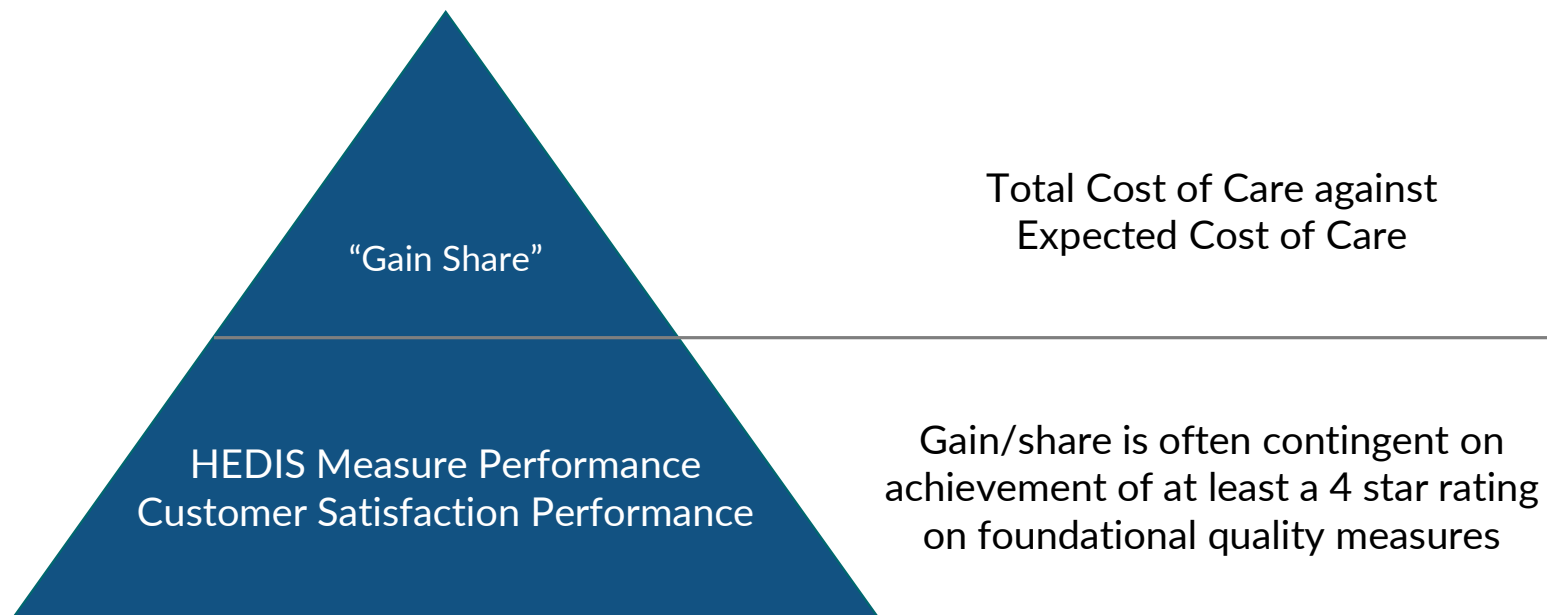 “Gain Share”
Total Cost of Care against
Expected Cost of Care
HEDIS Measure Performance
Customer Satisfaction Performance
Gain/share is often contingent on
achievement of at least a 4 star rating
on foundational quality measures